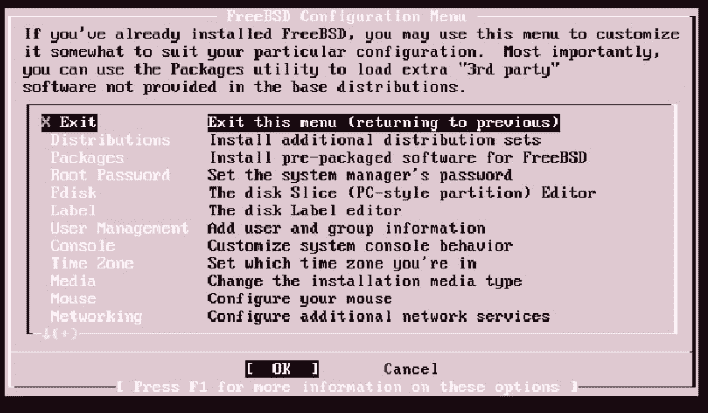 FreeBSD Configuration Menu
If you've already installed FreeBSD, you may use this menu to customize
it somewhat to suit your particular configuration.  Most importantly,
you can use the Packages utility to load extra "3rd party"
software not provided in the base distributions.
X Exit Exit this menu (returning to previous)
Distributions Install additional distribution sets
Packages Install pre-packaged software for FreeBSD
Root Password Set the system manager's password
Fdisk The disk Slice (PC-style partition) Editor
Label The disk Label editor
User Management Add user and group information
Console Customize system console behavior
Time Zone Set which time zone you're in
Media Change the installation media type
Mouse Configure your mouse
Networking Configure additional network services
↓(+)
[ OK ] Cancel
[ Press F1 for more information on these options ]